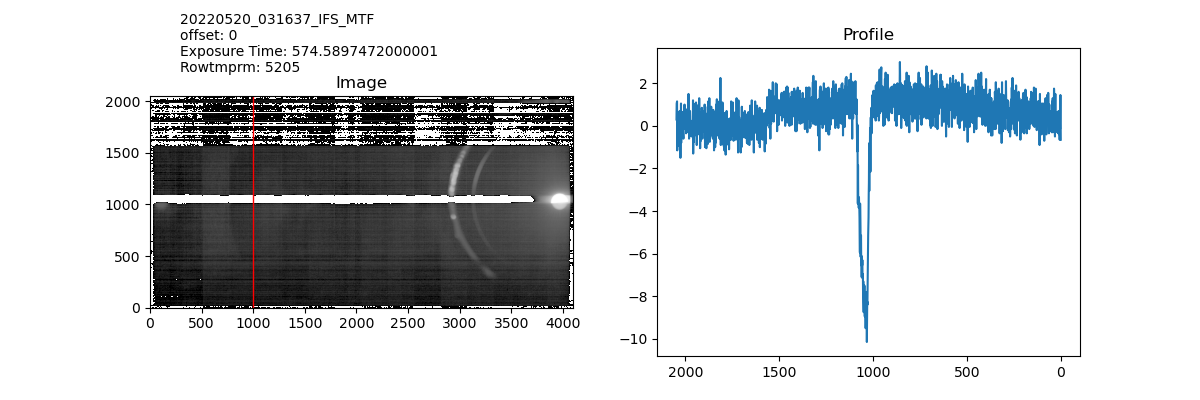 20220520_031637_IFS_MTF
offset: 0
Exposure Time: 574.5897472000001
Rowtmprm: 5205
Image
2000
1500
1000
500
0
0 500 1000 1500 2000 2500 3000 3500 4000
Profile
2
0
−2
−4
−6
−8
−10
2000 1500 1000 500 0